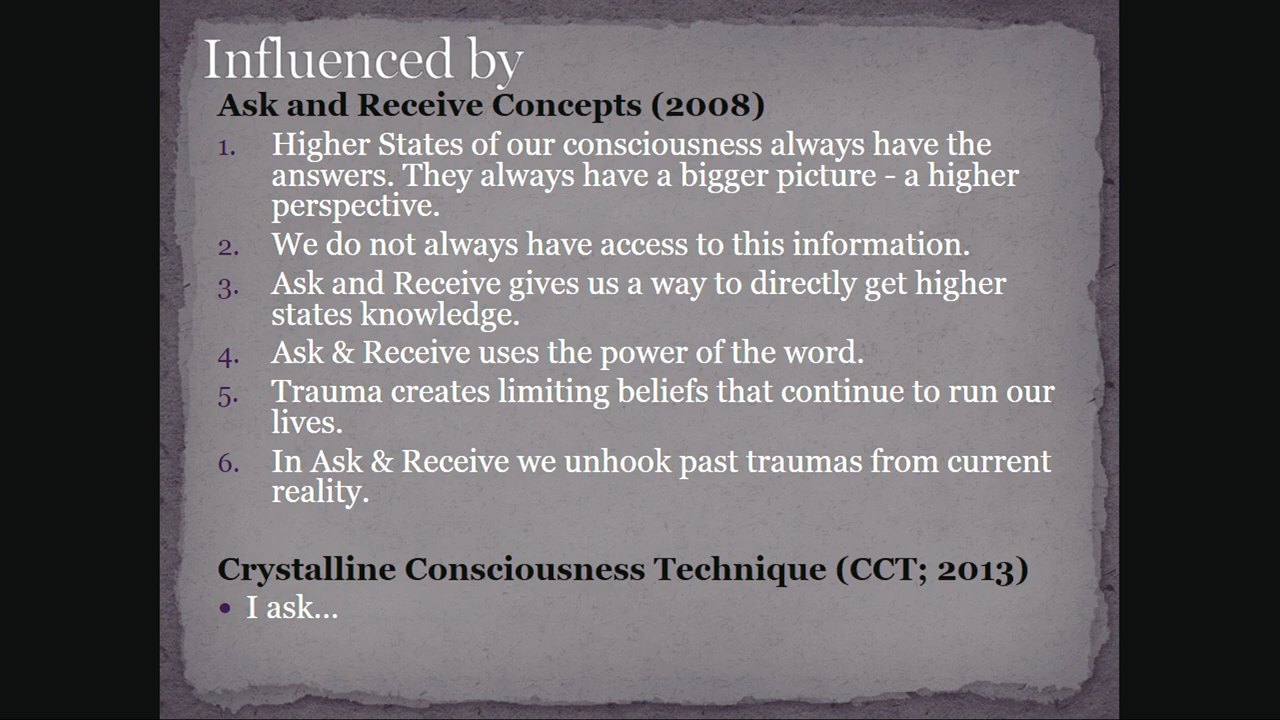 Influenced by
Ask and Receive Concepts (2008)
1. Higher States of our consciousness always have the
answers. They always have a bigger picture - a higher
perspective.
2. We do not always have access to this information.
3. Ask and Receive gives us a way to directly get higher
states knowledge.
4. Ask & Receive uses the power of the word.
5. Trauma creates limiting beliefs that continue to run our
lives.
6. In Ask & Receive we unhook past traumas from current
reality.
Crystalline Consciousness Technique (CCT; 2013)
• I ask...